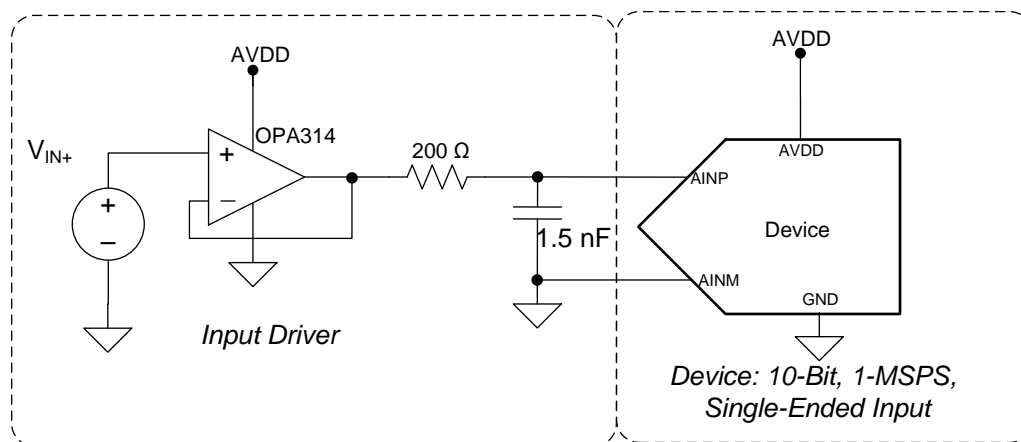 AVDD
OPA314
V_IN+
+
−
+
−
200 Ω
1.5 nF
Input Driver
AVDD
AVDD
AINP
Device
AINM
GND
Device: 10-Bit, 1-MSPS,
Single-Ended Input